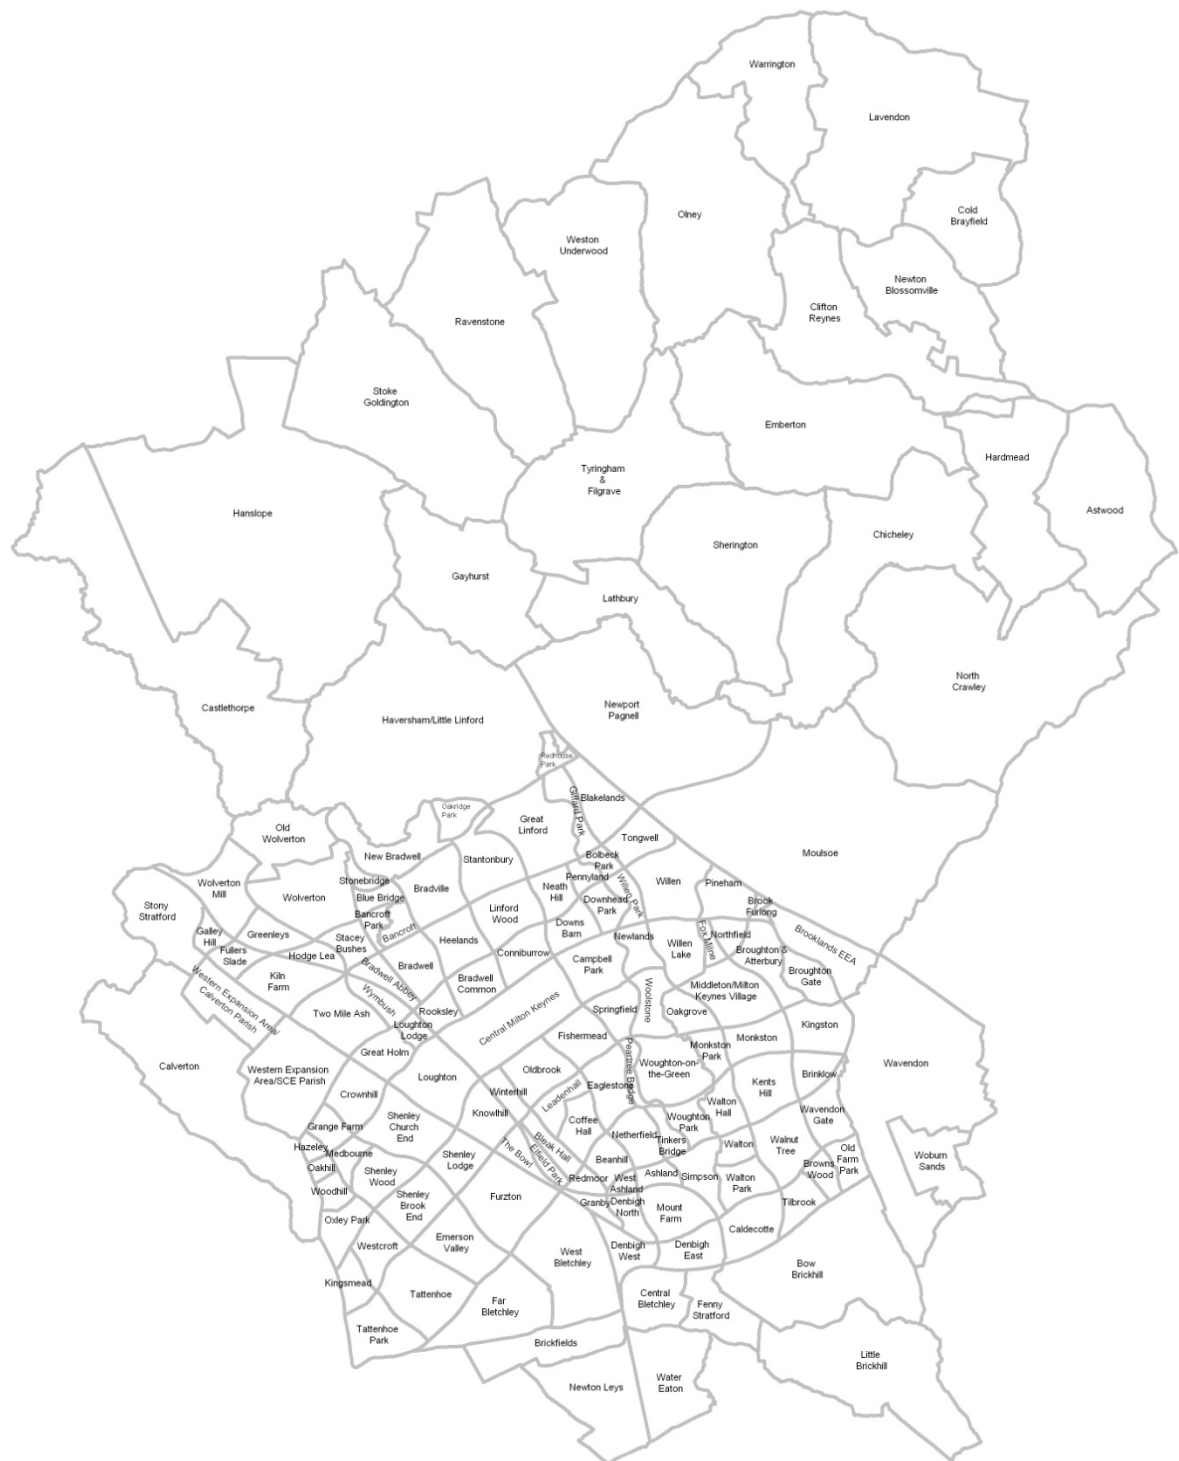 Warrington
Lavendon
Olney
Cold
Brayfield
Weston
Underwood
Newton
Blossomville
Clifton
Reynes
Ravenstone
Stoke
Goldington
Emberton
Hardmead
Tyringham
&
Filgrave
Astwood
Hanslope
Chicheley
Sherington
Gayhurst
Lathbury
North
Crawley
Castlethorpe
Newport
Pagnell
Haversham/Little Linford
Redhouse
Park
Giffard Park
Blakelands
Oakridge
Park
Great
Linford
Old
Wolverton
Tongwell
Moulsoe
New Bradwell
Stantonbury
Bolbeck
Park
Pennyland
Willen Park
Willen
Pineham
Stonebridge
Wolverton
Mill
Wolverton
Blue Bridge
Bradville
Neath
Hill
Downhead
Park
Brook
Furlong
Stony
Stratford
Bancroft
Park
Linford
Wood
Downs
Barn
Galley
Hill
Greenleys
Stacey
Bushes
Bancroft
Heelands
Newlands
Willen
Lake
Fox Milne
Northfield
Brooklands EEA
Fullers
Slade
Hodge Lea
Conniburrow
Campbell
Park
Broughton &
Atterbury
Broughton
Gate
Kiln
Farm
Bradwell Abbey
Bradwell
Bradwell
Common
Middleton/Milton
Keynes Village
Western Expansion Area/
Calverton Parish
Wymbush
Two Mile Ash
Rooksley
Central Milton Keynes
Springfield
Woolstone
Oakgrove
Loughton
Lodge
Fishermead
Monkston
Kingston
Great Holm
Monkston
Park
Calverton
Western Expansion
Area/SCE Parish
Loughton
Oldbrook
Peartree Bridge
Woughton-on-
the-Green
Wavendon
Brinklow
Kents
Hill
Crownhill
Winterhill
Leadenhall
Eaglestone
Walton
Hall
Wavendon
Gate
Knowlhill
Shenley
Church
End
Coffee
Hall
Woughton
Park
Grange Farm
Netherfield
Tinkers
Bridge
Walton
Walnut
Tree
Old
Farm
Park
Hazeley
Medbourne
Shenley
Lodge
The Bowl
Bleak Hall
Elfield Park
Beanhill
Browns
Wood
Woburn
Sands
Oakhill
Shenley
Wood
Redmoor
West
Ashland
Ashland
Simpson
Walton
Park
Woodhill
Shenley
Brook
End
Furzton
Granby
Denbigh
North
Mount
Farm
Tilbrook
Oxley Park
Caldecotte
Westcroft
Emerson
Valley
West
Bletchley
Denbigh
West
Denbigh
East
Bow
Brickhill
Kingsmead
Tattenhoe
Far
Bletchley
Central
Bletchley
Fenny
Stratford
Tattenhoe
Park
Brickfields
Little
Brickhill
Newton Leys
Water
Eaton